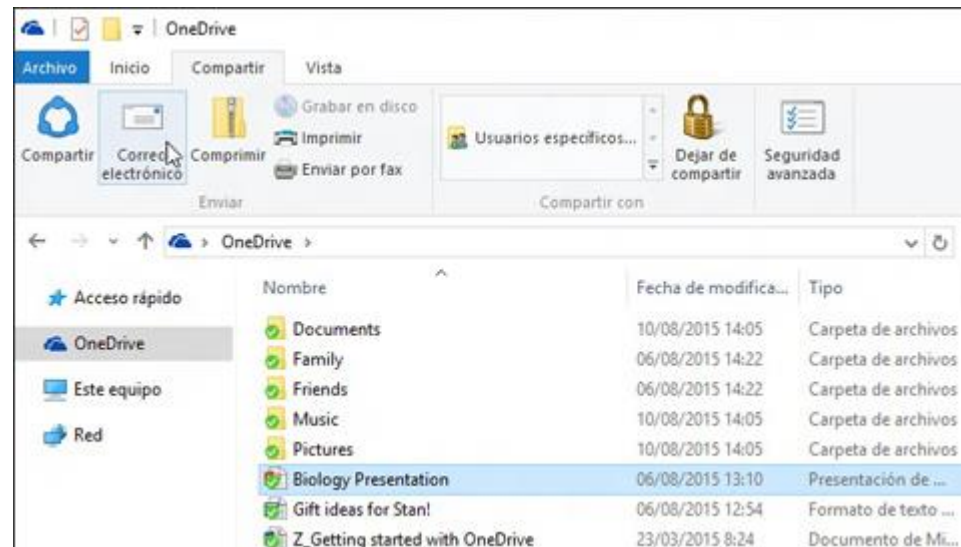 OneDrive
Archivo Inicio Compartir Vista
Compartir
Correo electrónico
Comprimir
Grabar en disco
Imprimir
Enviar por fax
Enviar
Usuarios específicos...
Dejar de compartir
Compartir con
Seguridad avanzada
OneDrive
Acceso rápido
OneDrive
Este equipo
Red
Nombre Fecha de modifica... Tipo
Documents 10/08/2015 14:05 Carpeta de archivos
Family 06/08/2015 14:22 Carpeta de archivos
Friends 06/08/2015 14:22 Carpeta de archivos
Music 10/08/2015 14:05 Carpeta de archivos
Pictures 10/08/2015 14:05 Carpeta de archivos
Biology Presentation 06/08/2015 13:10 Presentación de ...
Gift ideas for Stan! 06/08/2015 12:54 Formato de texto ...
Z_Getting started with OneDrive 23/03/2015 8:24 Documento de Mi...